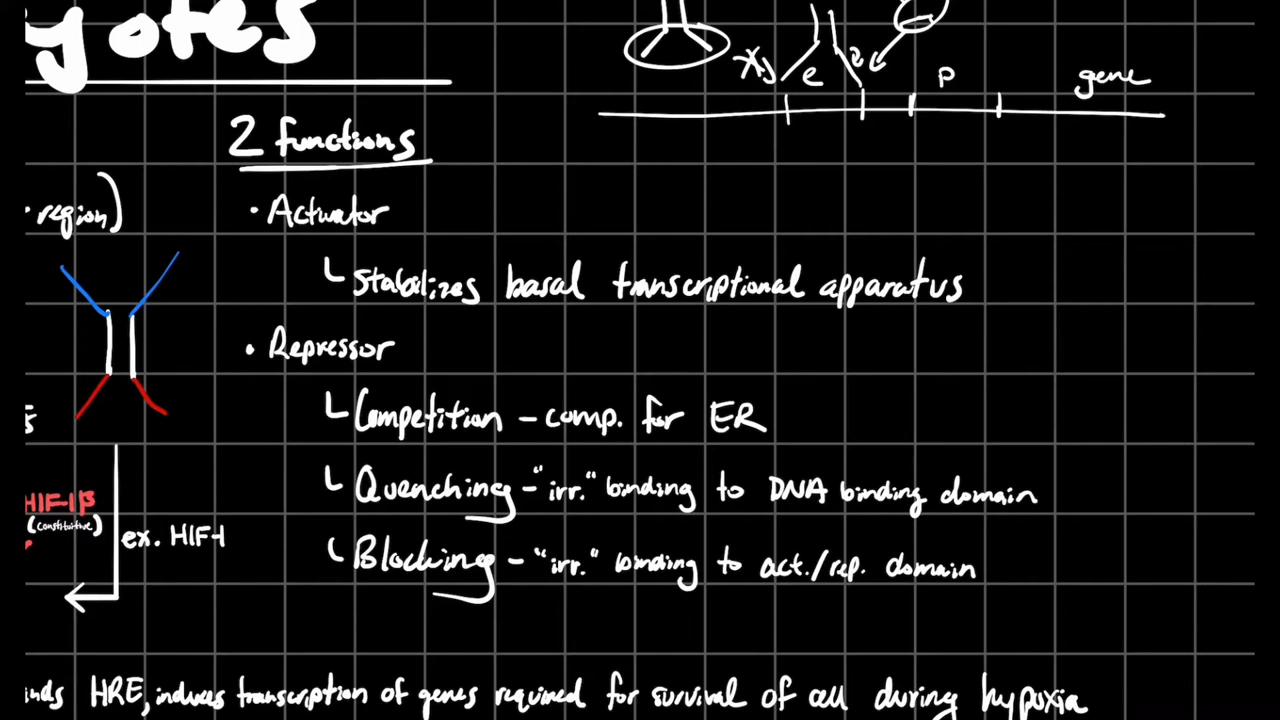 yotes
e
p
gene
2 functions
· region)
• Actuator
Stabilizes basal transcriptional apparatus
• Repressor
Competition – comp. for ER
Quenching – "irr." binding to DNA binding domain
HIF-1β
(constituitive)
ex. HIF-1
Blocking – "irr." binding to act./rep. domain
inds HRE, induces transcription of genes required for survival of cell during hypoxia